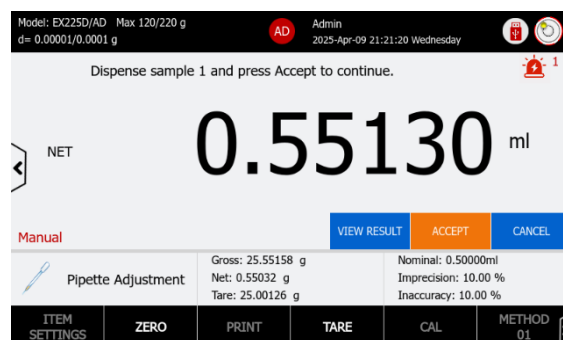 Model: EX225D/AD Max 120/220 g
d= 0.00001/0.0001 g
AD
Admin
2025-Apr-09 21:21:20 Wednesday
Dispense sample 1 and press Accept to continue.
1
NET
0.55130 ml
Manual
VIEW RESULT
ACCEPT
CANCEL
Pipette Adjustment
Gross: 25.55158 g
Net: 0.55032 g
Tare: 25.00126 g
Nominal: 0.50000ml
Imprecision: 10.00 %
Inaccuracy: 10.00 %
ITEM
SETTINGS
ZERO
PRINT
TARE
CAL
METHOD
01